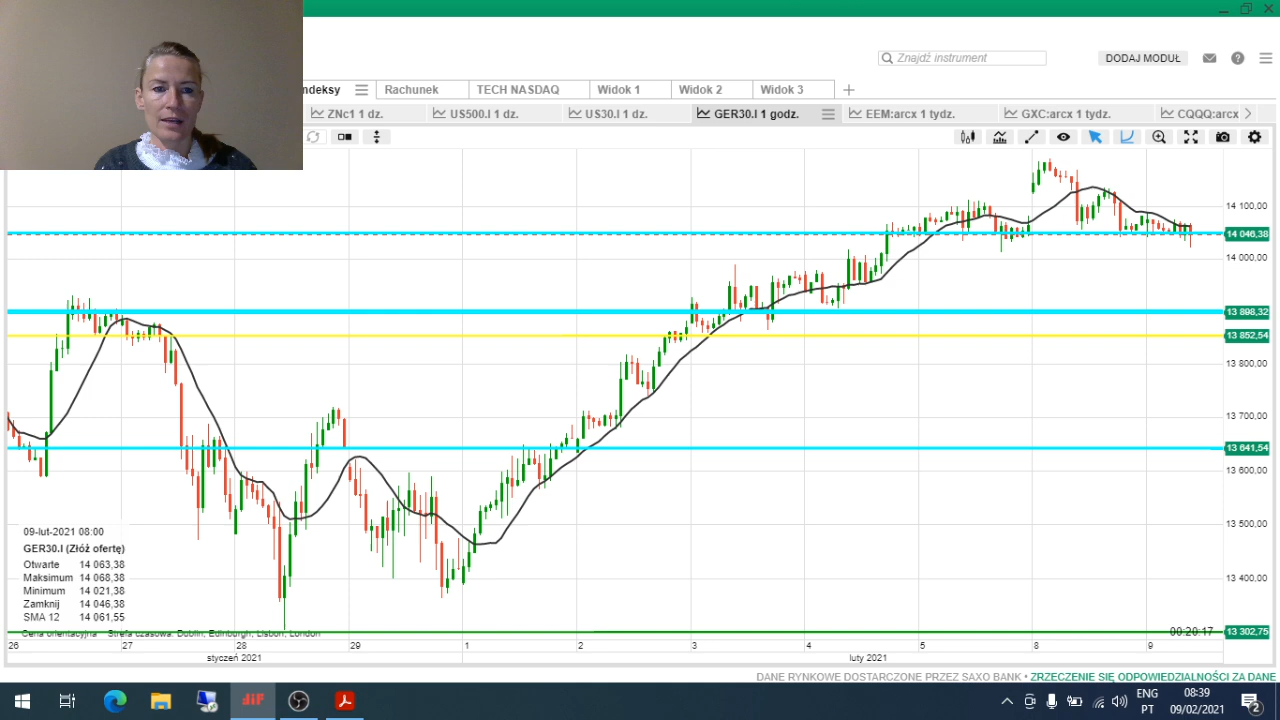 Znajdź instrument
DODAJ MODUŁ
ndeksy
Rachunek
TECH NASDAQ
Widok 1
Widok 2
Widok 3
ZNc1 1 dz.
US500.I 1 dz.
US30.I 1 dz.
GER30.I 1 godz.
EEM:arcx 1 tydz.
GXC:arcx 1 tydz.
CQQQ:arcx
14 100,00
14 046,38
14 000,00
13 898,32
13 852,54
13 800,00
13 700,00
13 641,54
13 600,00
13 500,00
13 400,00
13 302,75
09-lut-2021 08:00
GER30.I (Złóż ofertę)
Otwarte 14 063,38
Maksimum 14 068,38
Minimum 14 021,38
Zamknij 14 046,38
SMA 12 14 061,55
Cena orientacyjna Strefa czasowa: Dublin, Edinburgh, Lisbon, London
00:20:17
26 27 28 29 1 2 3 4 5 8 9
styczeń 2021 luty 2021
DANE RYNKOWE DOSTARCZONE PRZEZ SAXO BANK • ZRZECZENIE SIĘ ODPOWIEDZIALNOŚCI ZA DANE
diF
ENG
PT
08:39
09/02/2021
2